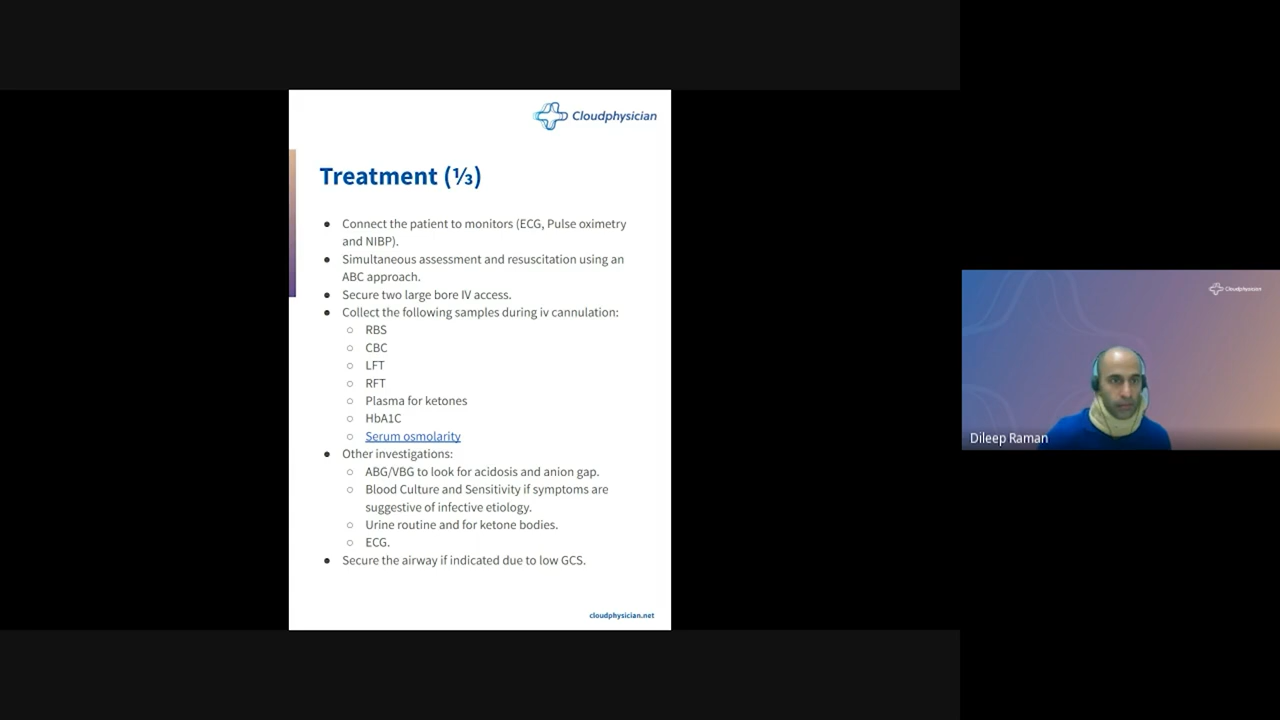 Cloudphysician
Treatment (⅓)
● Connect the patient to monitors (ECG, Pulse oximetry
and NIBP).
● Simultaneous assessment and resuscitation using an
ABC approach.
● Secure two large bore IV access.
● Collect the following samples during iv cannulation:
○ RBS
○ CBC
○ LFT
○ RFT
○ Plasma for ketones
○ HbA1C
○ Serum osmolarity
● Other investigations:
○ ABG/VBG to look for acidosis and anion gap.
○ Blood Culture and Sensitivity if symptoms are
suggestive of infective etiology.
○ Urine routine and for ketone bodies.
○ ECG.
● Secure the airway if indicated due to low GCS.
cloudphysician.net
Cloudphysician
Dileep Raman